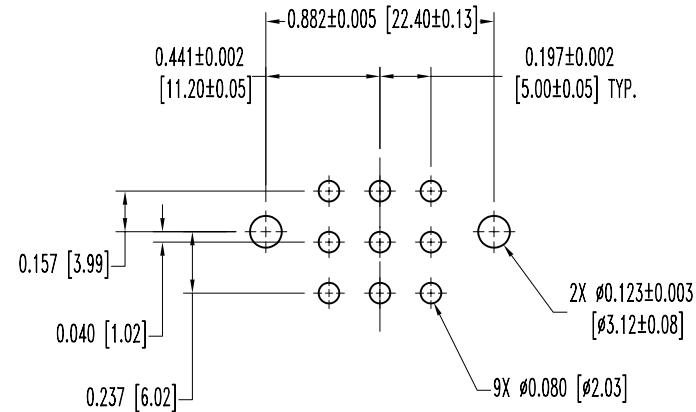 0.882±0.005 [22.40±0.13]
0.441±0.002
[11.20±0.05]
0.197±0.002
[5.00±0.05] TYP.
0.157 [3.99]
0.040 [1.02]
0.237 [6.02]
2X ø0.123±0.003
[ø3.12±0.08]
9X ø0.080 [ø2.03]